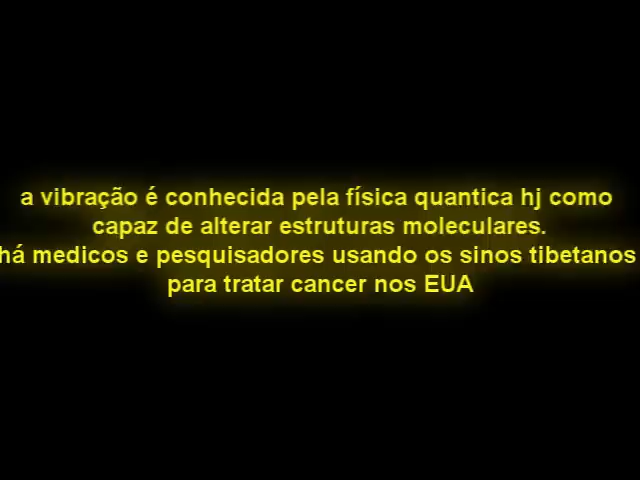 a vibração é conhecida pela física quantica hj como
capaz de alterar estruturas moleculares.
há medicos e pesquisadores usando os sinos tibetanos
para tratar cancer nos EUA